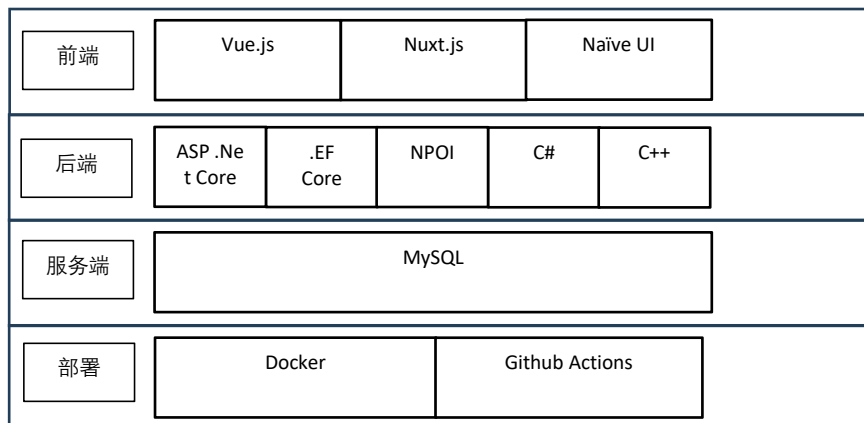 前端
Vue.js
Nuxt.js
Naïve UI
后端
ASP .Ne
t Core
.EF
Core
NPOI
C#
C++
服务端
MySQL
部署
Docker
Github Actions